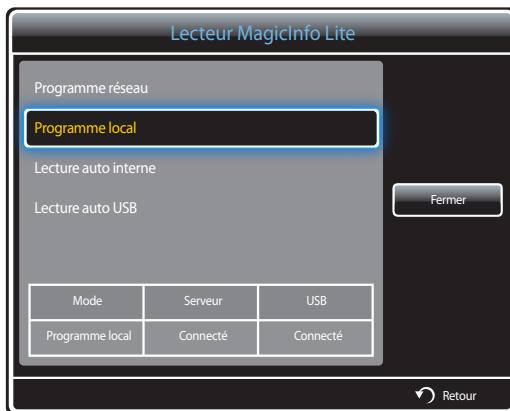 Lecteur MagicInfo Lite
Programme réseau
Programme local
Lecture auto interne
Lecture auto USB
Fermer
Mode Serveur USB
Programme local Connecté Connecté
Retour